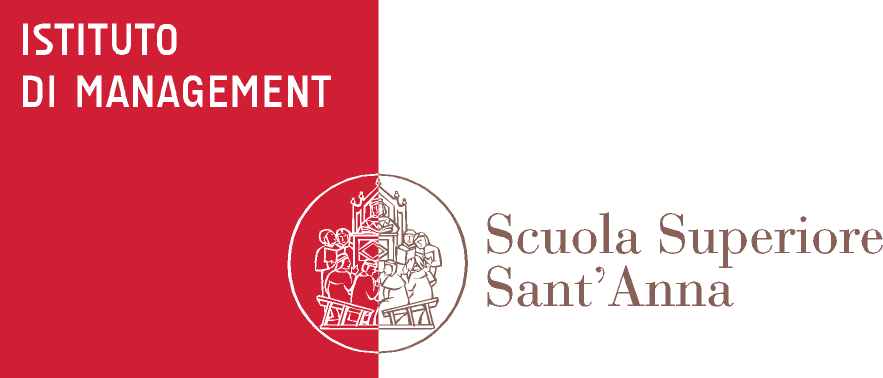 ISTITUTO
DI MANAGEMENT
Scuola Superiore
Sant'Anna